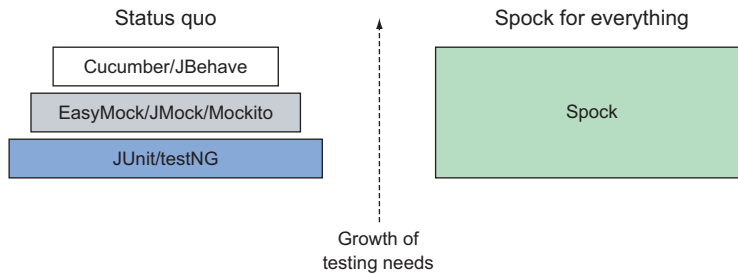 Status quo
Spock for everything
Cucumber/JBehave
EasyMock/JMock/Mockito
Spock
JUnit/testNG
Growth of
testing needs